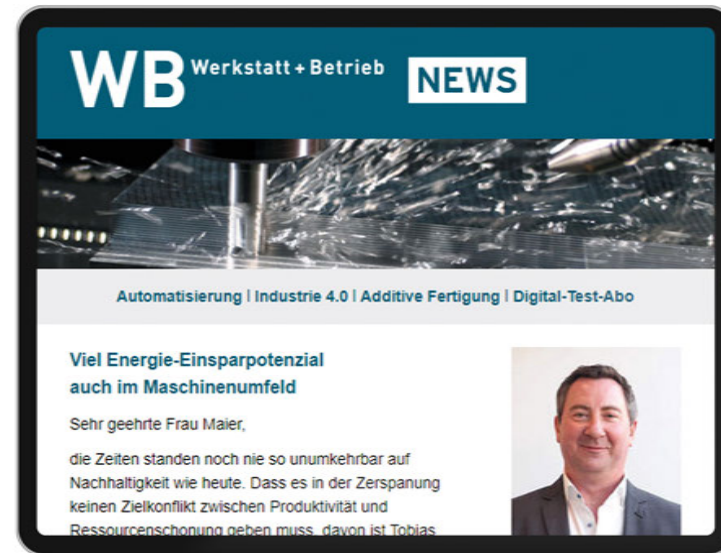 WB Werkstatt + Betrieb NEWS
Automatisierung | Industrie 4.0 | Additive Fertigung | Digital-Test-Abo
Viel Energie-Einsparpotenzial
auch im Maschinenumfeld
Sehr geehrte Frau Maier,
die Zeiten standen noch nie so unumkehrbar auf
Nachhaltigkeit wie heute. Dass es in der Zerspanung
keinen Zielkonflikt zwischen Produktivität und
Ressourcenschonung geben muss, davon ist Tobias